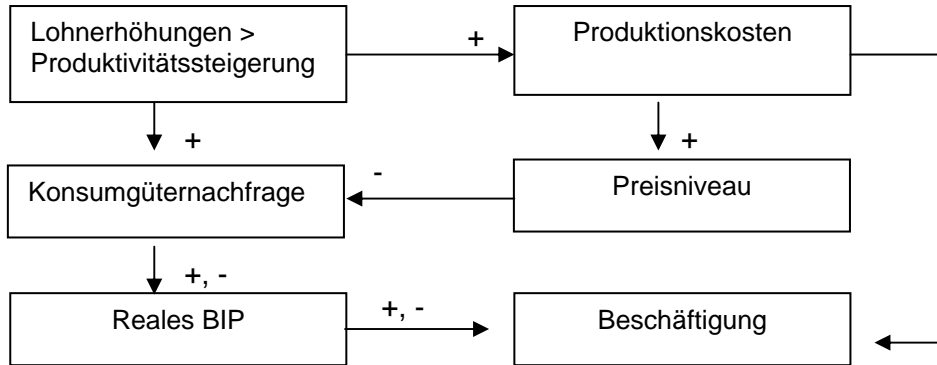 Lohnerhöhungen >
Produktivitätssteigerung
+
Produktionskosten
+
+
Konsumgüternachfrage
-
Preisniveau
+, -
Reales BIP
+, -
Beschäftigung